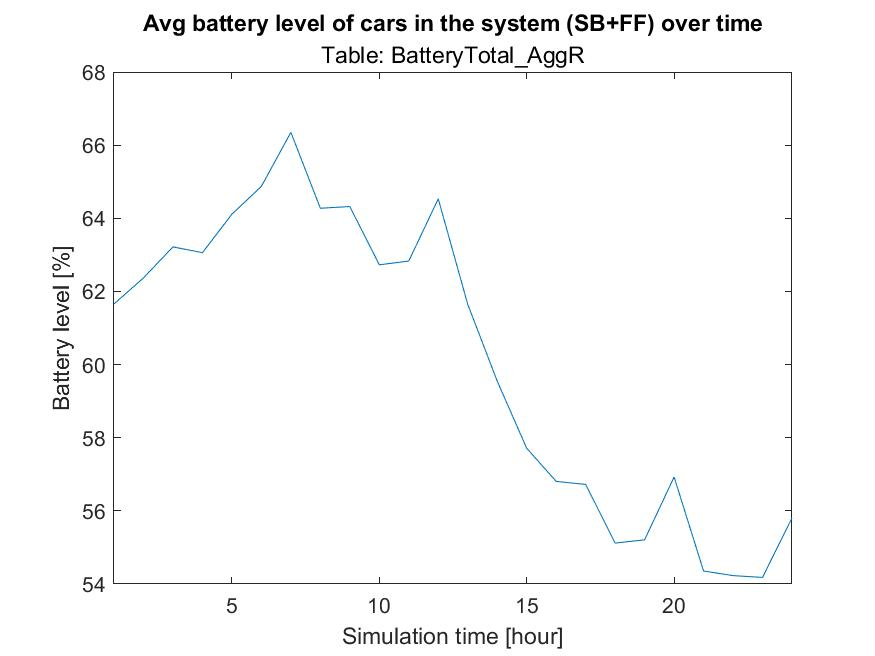 Avg battery level of cars in the system (SB+FF) over time
Table: BatteryTotal_AggR
68
66
64
62
60
58
56
54
Battery level [%]
5 10 15 20
Simulation time [hour]